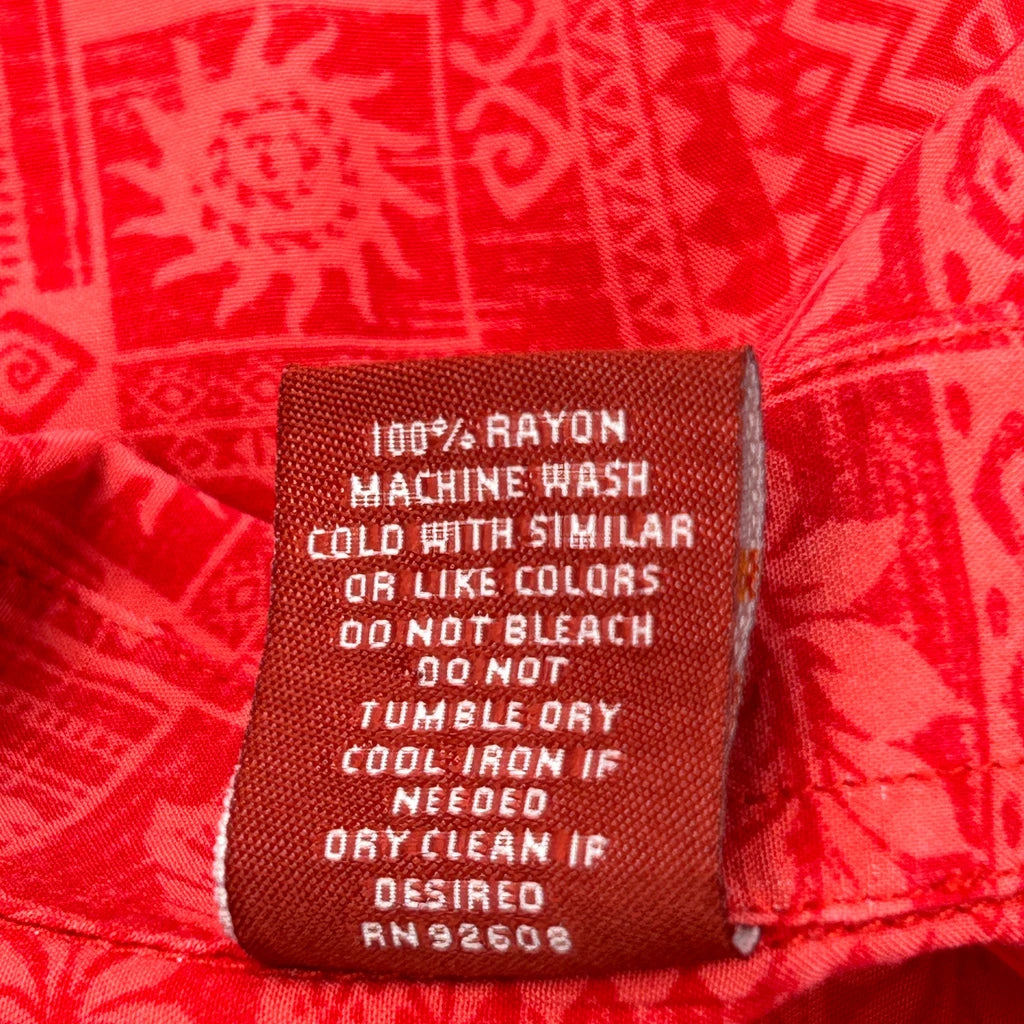 100% RAYON
MACHINE WASH
COLD WITH SIMILAR
OR LIKE COLORS
DO NOT BLEACH
DO NOT
TUMBLE DRY
COOL IRON IF
NEEDED
DRY CLEAN IF
DESIRED
RN 92608